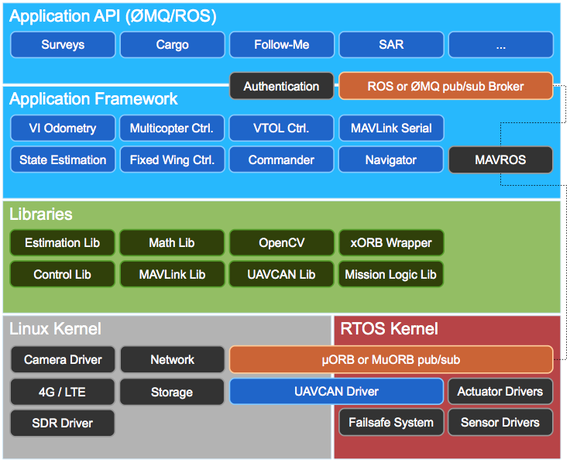 Application API (ØMQ/ROS)
Surveys
Cargo
Follow-Me
SAR
...
Authentication
ROS or ØMQ pub/sub Broker
Application Framework
VI Odometry
Multicopter Ctrl.
VTOL Ctrl.
MAVLink Serial
State Estimation
Fixed Wing Ctrl.
Commander
Navigator
MAVROS
Libraries
Estimation Lib
Math Lib
OpenCV
xORB Wrapper
Control Lib
MAVLink Lib
UAVCAN Lib
Mission Logic Lib
Linux Kernel
RTOS Kernel
Camera Driver
Network
µORB or MuORB pub/sub
4G / LTE
Storage
UAVCAN Driver
Actuator Drivers
SDR Driver
Failsafe System
Sensor Drivers